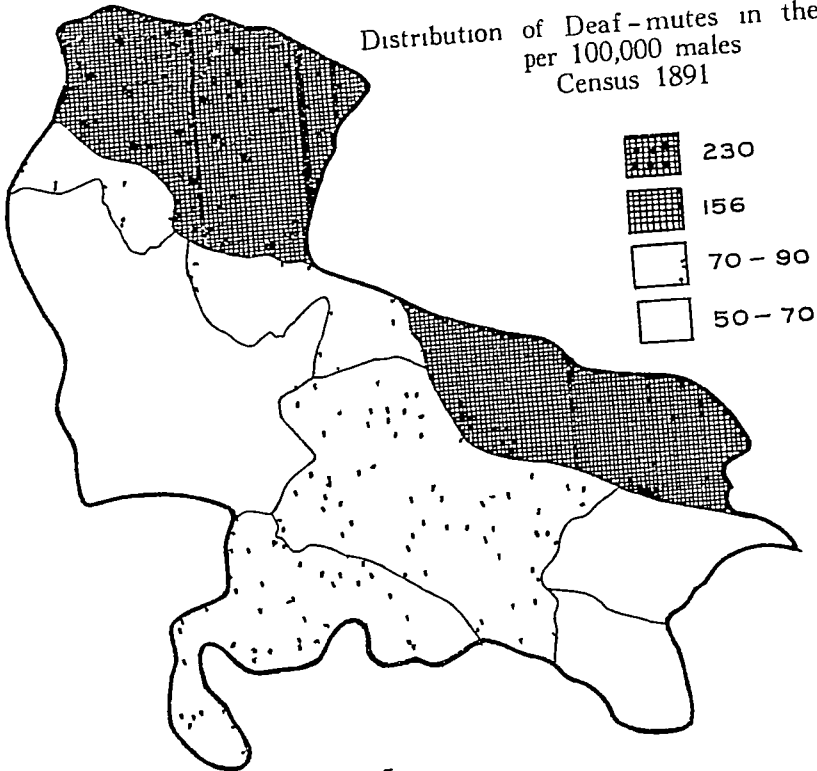 Distribution of Deaf-mutes in the
per 100,000 males
Census 1891
230
156
70-90
50-70